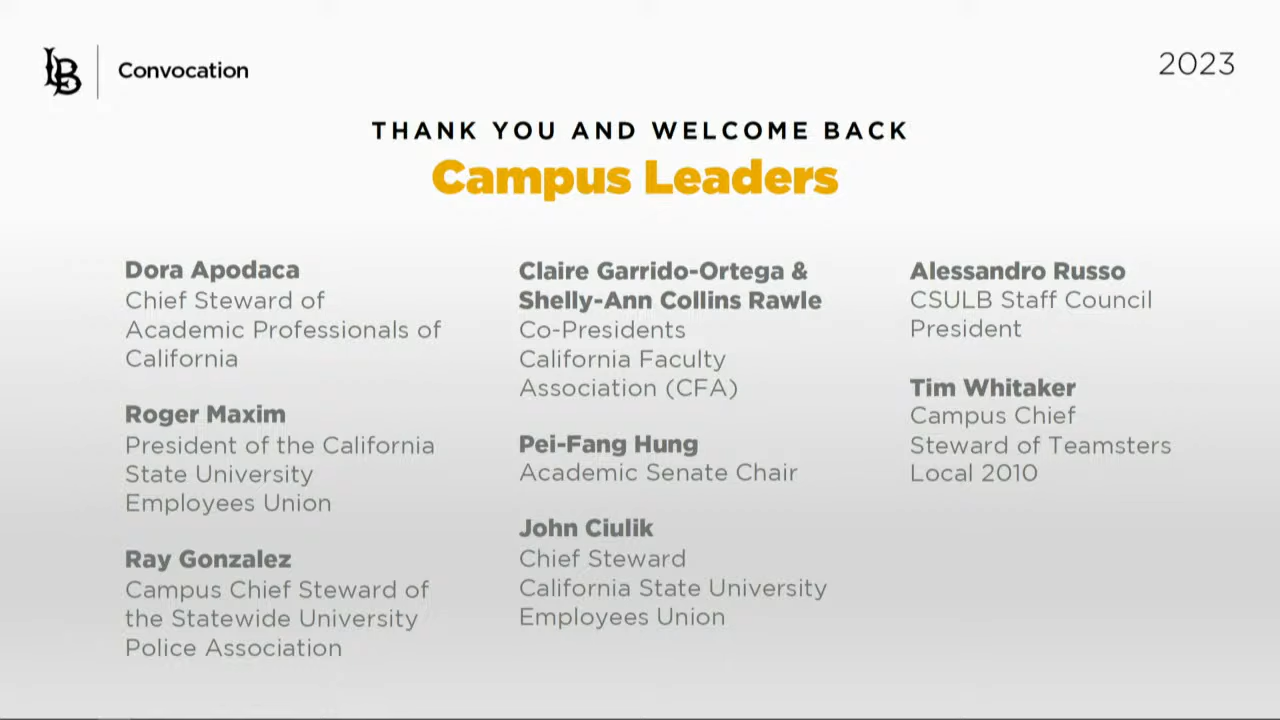 LB
Convocation
2023
THANK YOU AND WELCOME BACK
Campus Leaders
Dora Apodaca
Chief Steward of
Academic Professionals of
California
Roger Maxim
President of the California
State University
Employees Union
Ray Gonzalez
Campus Chief Steward of
the Statewide University
Police Association
Claire Garrido-Ortega &
Shelly-Ann Collins Rawle
Co-Presidents
California Faculty
Association (CFA)
Pei-Fang Hung
Academic Senate Chair
John Ciulik
Chief Steward
California State University
Employees Union
Alessandro Russo
CSULB Staff Council
President
Tim Whitaker
Campus Chief
Steward of Teamsters
Local 2010